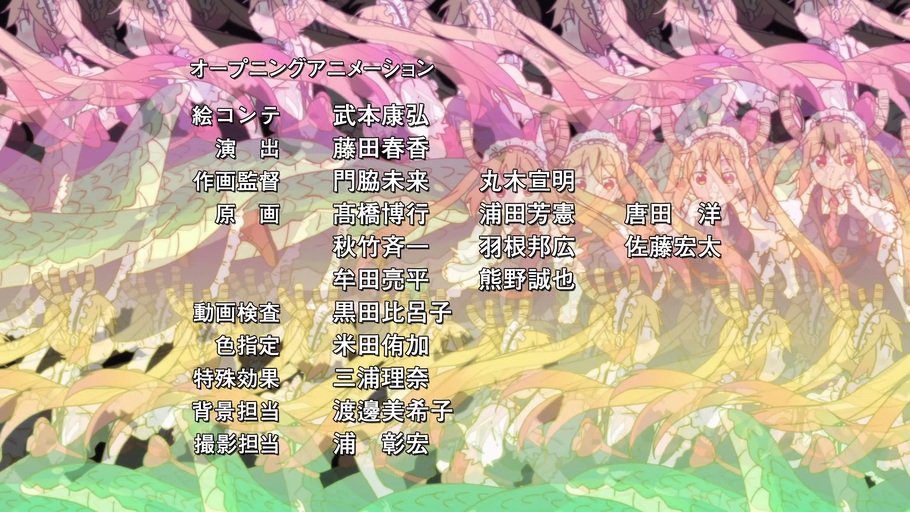 オープニングアニメーション
絵コンテ 武本康弘
演 出 藤田春香
作画監督 門脇未来 丸木宣明
原 画 髙橋博行 浦田芳憲 唐田 洋
秋竹斉一 羽根邦広 佐藤宏太
牟田亮平 熊野誠也
動画検査 黒田比呂子
色指定 米田侑加
特殊効果 三浦理奈
背景担当 渡邊美希子
撮影担当 浦 彰宏